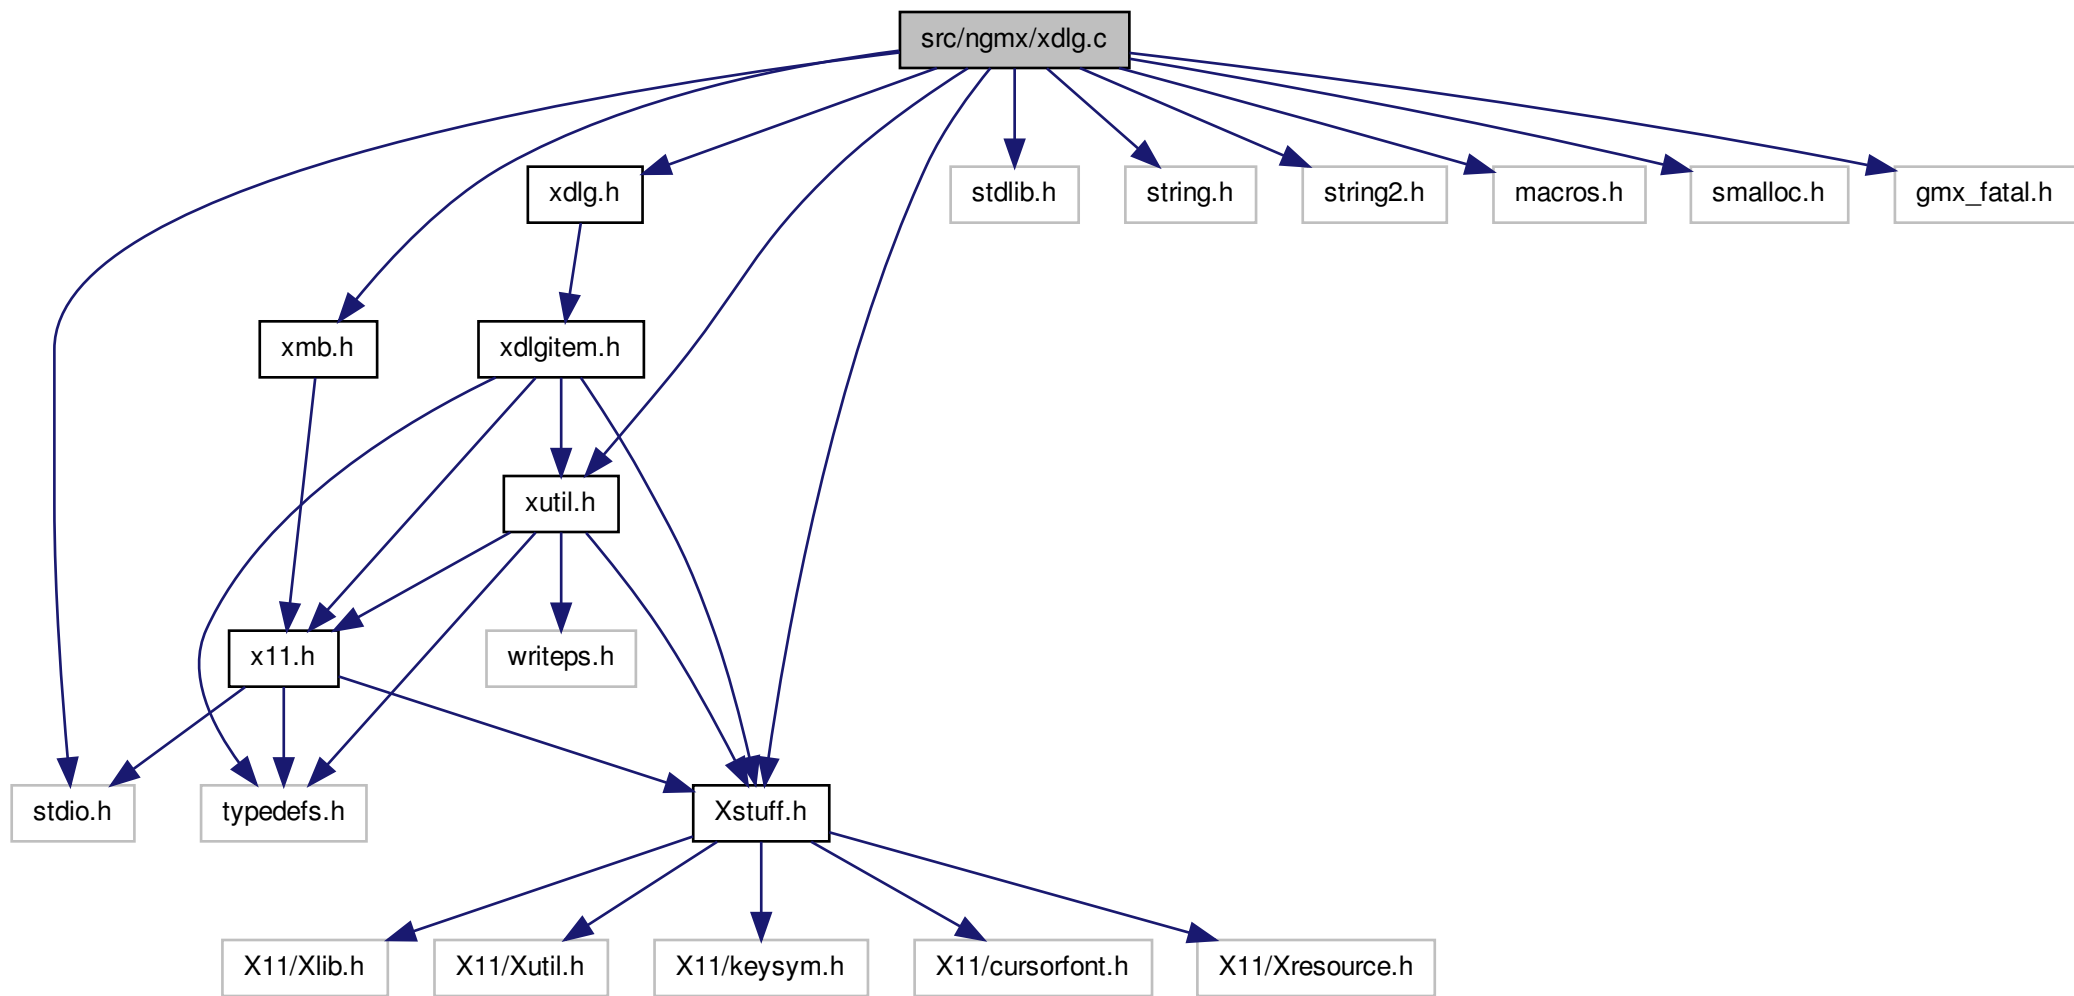 src/ngmx/xdlg.c
xdlg.h
stdlib.h
string.h
string2.h
macros.h
smalloc.h
gmx_fatal.h
xmb.h
xdlgitem.h
xutil.h
x11.h
writeps.h
stdio.h
typedefs.h
Xstuff.h
X11/Xlib.h
X11/Xutil.h
X11/keysym.h
X11/cursorfont.h
X11/Xresource.h